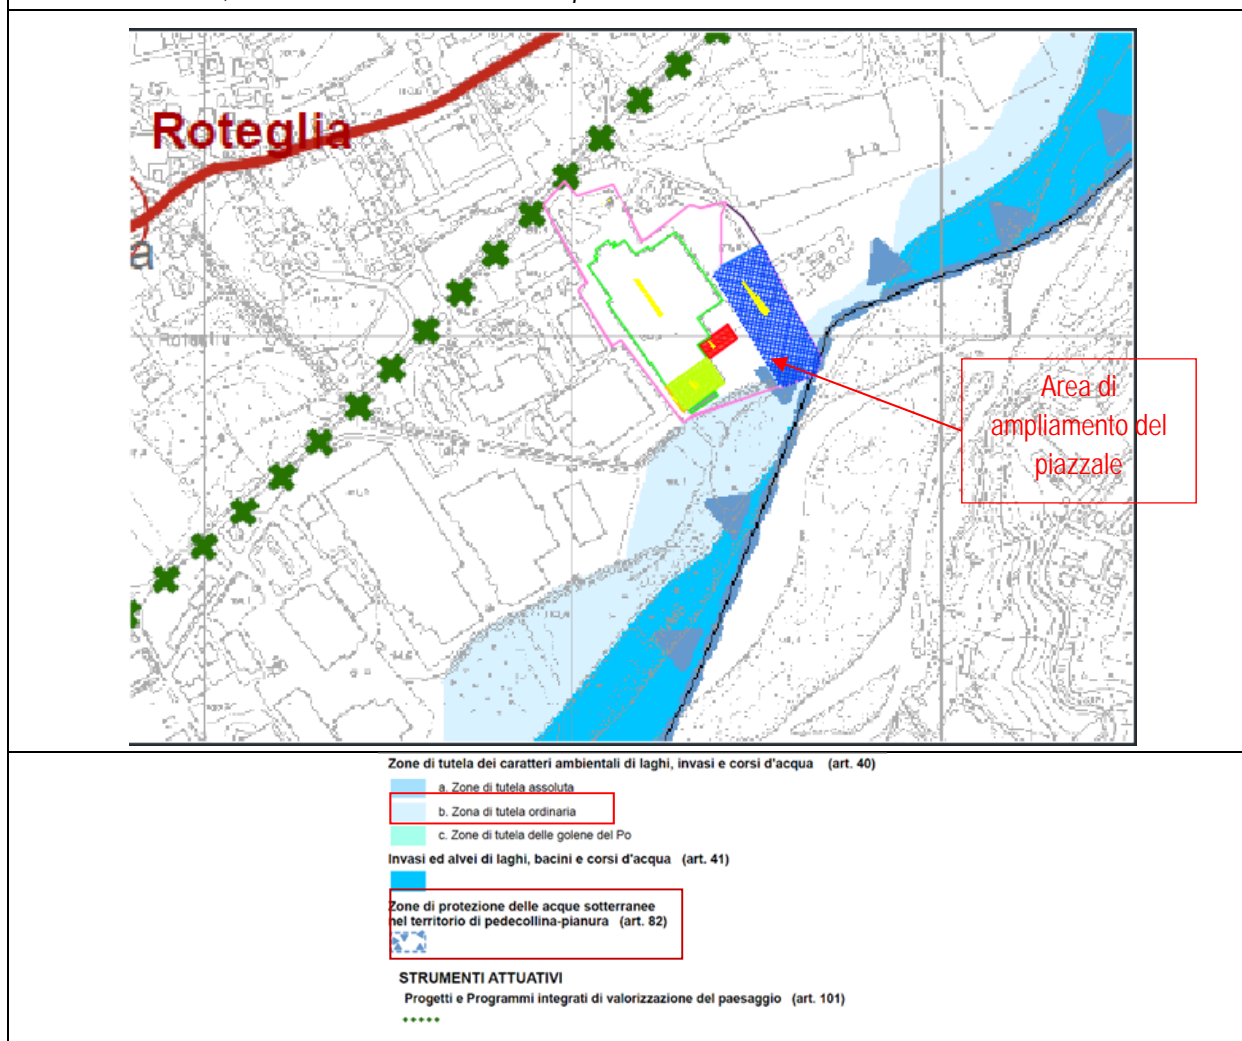 Roteglia
a
Area di
ampliamento del
piazzale
Zone di tutela dei caratteri ambientali di laghi, invasi e corsi d'acqua (art. 40)
a. Zone di tutela assoluta
b. Zona di tutela ordinaria
c. Zone di tutela delle golene del Po
Invasi ed alvei di laghi, bacini e corsi d'acqua (art. 41)
Zone di protezione delle acque sotterranee
nel territorio di pedecollina-pianura (art. 82)
STRUMENTI ATTUATIVI
Progetti e Programmi integrati di valorizzazione del paesaggio (art. 101)